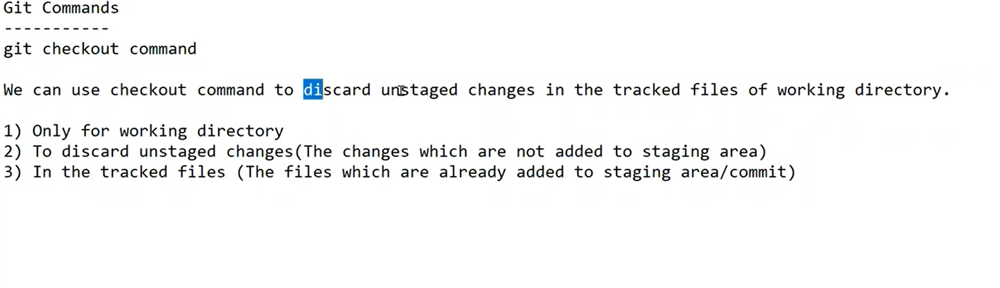 Git Commands
-----------
git checkout command
We can use checkout command to discard unstaged changes in the tracked files of working directory.
1) Only for working directory
2) To discard unstaged changes(The changes which are not added to staging area)
3) In the tracked files (The files which are already added to staging area/commit)